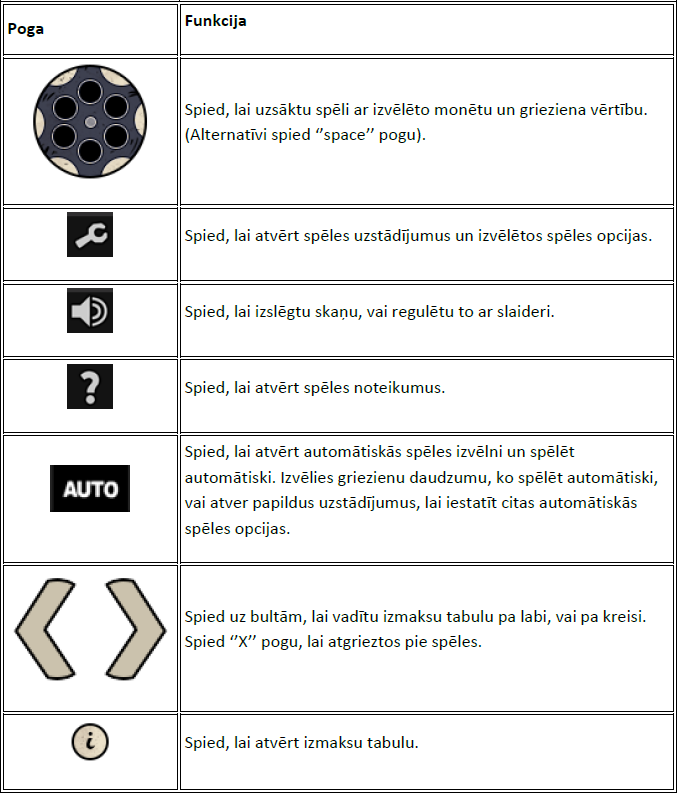 Poga
Funkcija
Spied, lai uzsāktu spēli ar izvēlēto monētu un grieziena vērtību.
(Alternatīvi spied ‘’space’’ pogu).
Spied, lai atvērt spēles uzstādījumus un izvēlētos spēles opcijas.
Spied, lai izslēgtu skaņu, vai regulētu to ar slaideri.
?
Spied, lai atvērt spēles noteikumus.
AUTO
Spied, lai atvērt automātiskās spēles izvēlni un spēlēt
automātiski. Izvēlies griezienu daudzumu, ko spēlēt automātiski,
vai atver papildus uzstādījumus, lai iestatīt citas automātiskās
spēles opcijas.
Spied uz bultām, lai vadītu izmaksu tabulu pa labi, vai pa kreisi.
Spied ‘’X’’ pogu, lai atgrieztos pie spēles.
i
Spied, lai atvērt izmaksu tabulu.